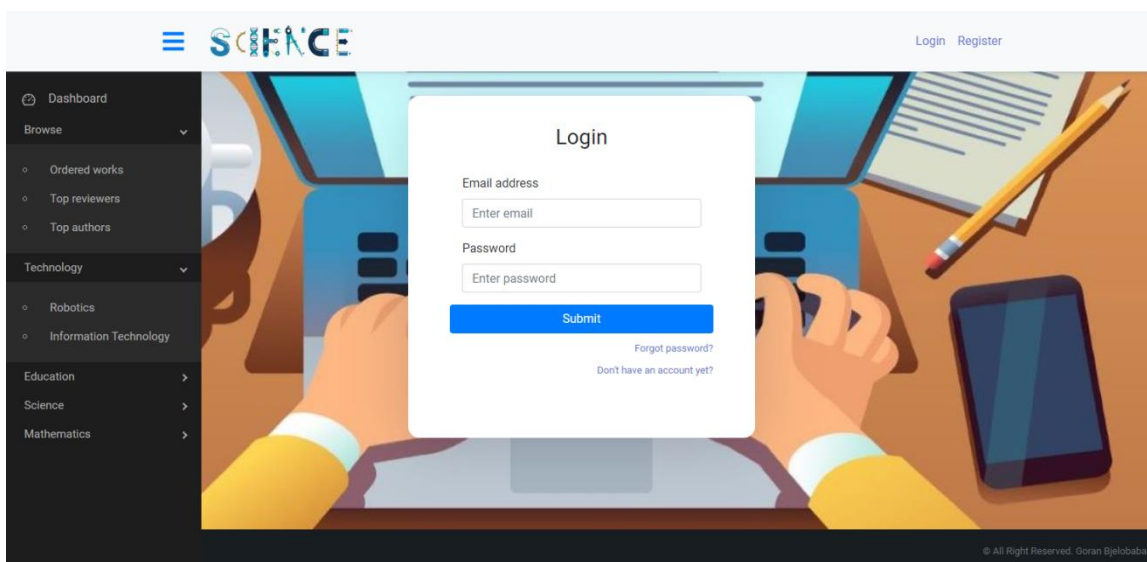 SCIENCE
Login Register
Dashboard
Browse
Ordered works
Top reviewers
Top authors
Technology
Robotics
Information Technology
Education
Science
Mathematics
Login
Email address
Enter email
Password
Enter password
Submit
Forgot password?
Don't have an account yet?
© All Right Reserved. Goran Bjelobaba